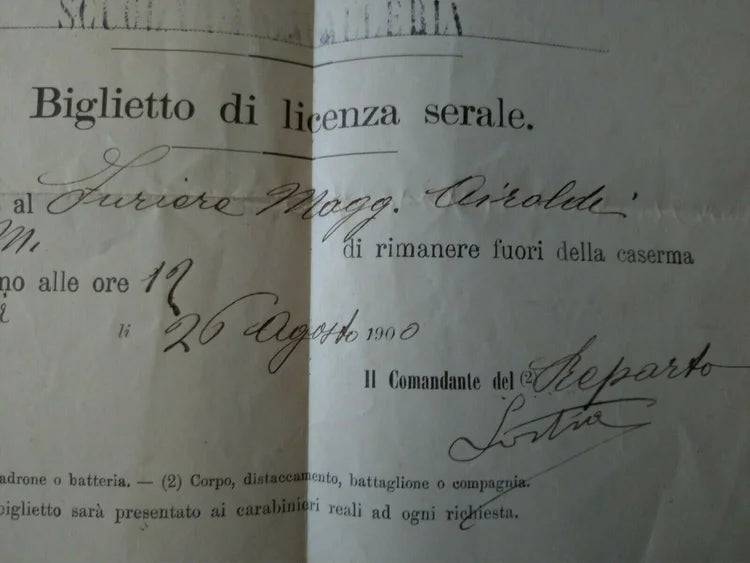 Biglietto di licenza serale.
al Furiere Magg. Airoldi
di rimanere fuori della caserma
no alle ore 12
li 26 Agosto 1900
Il Comandante del (2) Reparto
adrone o batteria. — (2) Corpo, distaccamento, battaglione o compagnia.
biglietto sarà presentato ai carabinieri reali ad ogni richiesta.